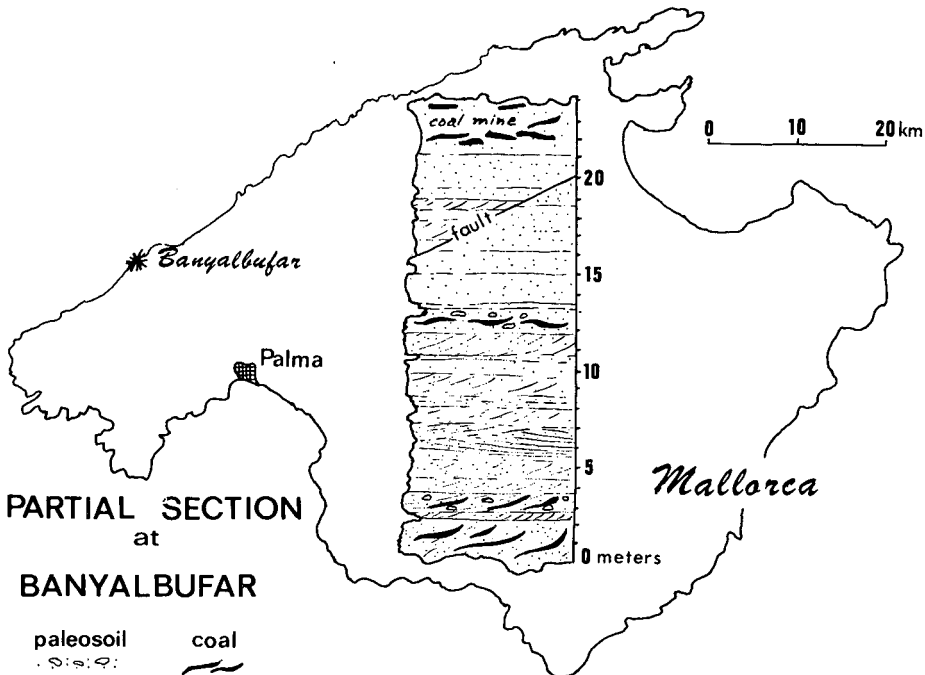 coal mine
0 10 20 km
20
fault
Banyalbufar
15
Palma
10
5
Mallorca
PARTIAL SECTION
at
0 meters
BANYALBUFAR
paleosoil coal